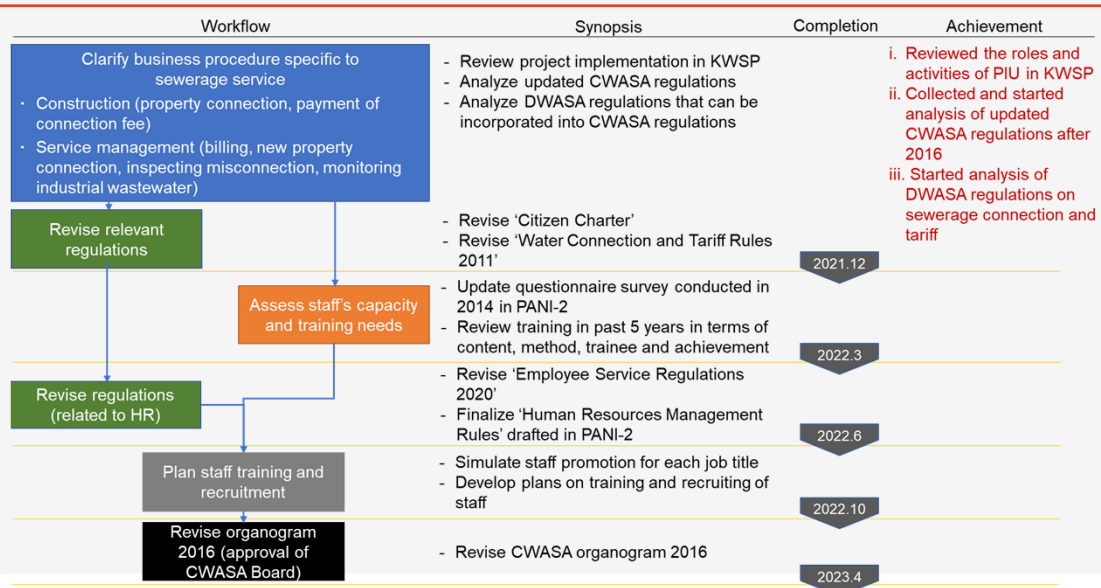 Workflow
Synopsis
Completion
Achievement
Clarify business procedure specific to
sewerage service
· Construction (property connection, payment of
connection fee)
· Service management (billing, new property
connection, inspecting misconnection, monitoring
industrial wastewater)
- Review project implementation in KWSP
- Analyze updated CWASA regulations
- Analyze DWASA regulations that can be
incorporated into CWASA regulations
i. Reviewed the roles and
activities of PIU in KWSP
ii. Collected and started
analysis of updated
CWASA regulations after
2016
iii. Started analysis of
DWASA regulations on
sewerage connection and
tariff
Revise relevant
regulations
- Revise ‘Citizen Charter’
- Revise ‘Water Connection and Tariff Rules
2011’
2021.12
Assess staff’s capacity
and training needs
- Update questionnaire survey conducted in
2014 in PANI-2
- Review training in past 5 years in terms of
content, method, trainee and achievement
2022.3
Revise regulations
(related to HR)
- Revise ‘Employee Service Regulations
2020’
- Finalize ‘Human Resources Management
Rules’ drafted in PANI-2
2022.6
Plan staff training and
recruitment
- Simulate staff promotion for each job title
- Develop plans on training and recruiting of
staff
2022.10
Revise organogram
2016 (approval of
CWASA Board)
- Revise CWASA organogram 2016
2023.4